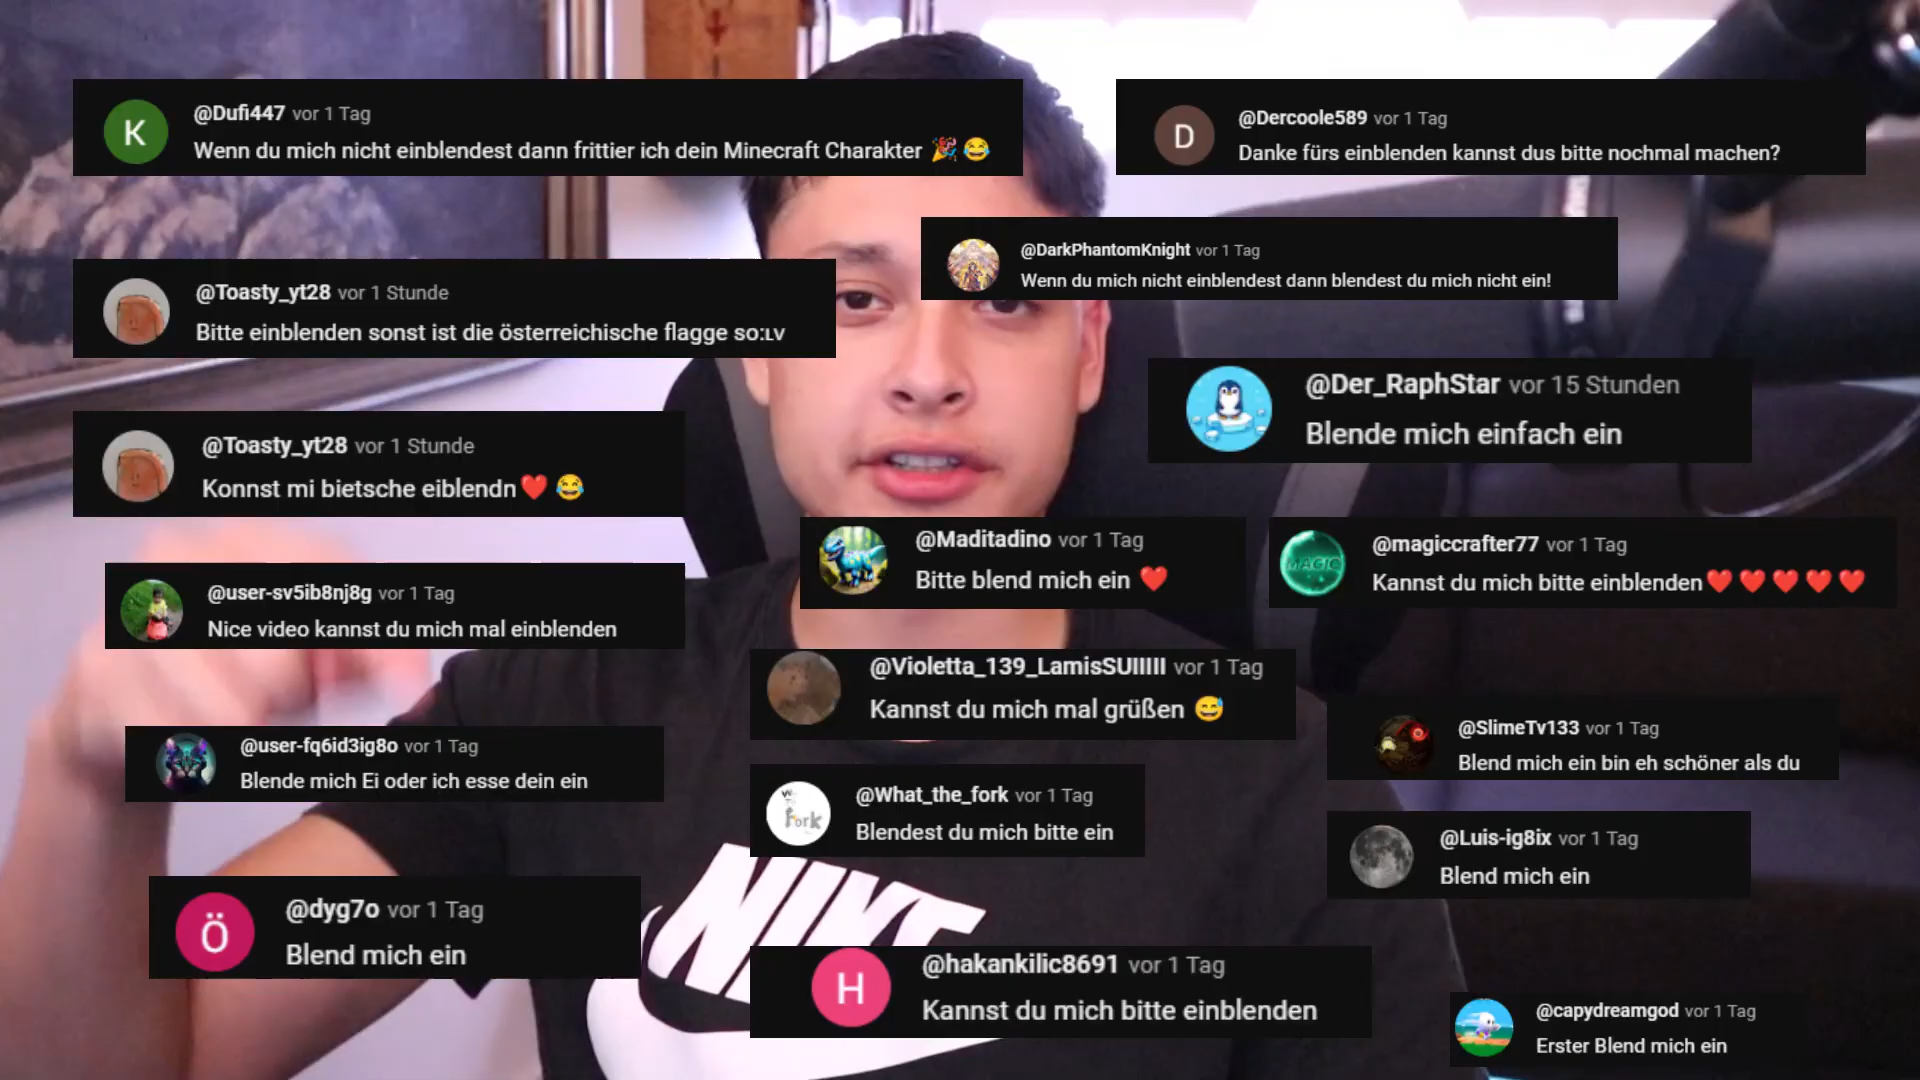 @Dufi447 vor 1 Tag
Wenn du mich nicht einblendest dann frittier ich dein Minecraft Charakter 🎉😂
K
@Dercoole589 vor 1 Tag
Danke fürs einblenden kannst dus bitte nochmal machen?
D
@DarkPhantomKnight vor 1 Tag
Wenn du mich nicht einblendest dann blendest du mich nicht ein!
@Toasty_yt28 vor 1 Stunde
Bitte einblenden sonst ist die österreichische flagge so:ɪᴠ
@Der_RaphStar vor 15 Stunden
Blende mich einfach ein
@Toasty_yt28 vor 1 Stunde
Konnst mi bietsche eiblendn❤️😂
@Maditadino vor 1 Tag
Bitte blend mich ein ❤️
@magiccrafter77 vor 1 Tag
Kannst du mich bitte einblenden❤️❤️❤️❤️❤️
MAGIC
@user-sv5ib8nj8g vor 1 Tag
Nice video kannst du mich mal einblenden
@Violetta_139_LamisSUIIIII vor 1 Tag
Kannst du mich mal grüßen 😅
@SlimeTv133 vor 1 Tag
Blend mich ein bin eh schöner als du
@user-fq6id3ig8o vor 1 Tag
Blende mich Ei oder ich esse dein ein
@What_the_fork vor 1 Tag
Blendest du mich bitte ein
fork
@Luis-ig8ix vor 1 Tag
Blend mich ein
@dyg7o vor 1 Tag
Blend mich ein
Ö
NIKE
@hakankilic8691 vor 1 Tag
Kannst du mich bitte einblenden
H
@capydreamgod vor 1 Tag
Erster Blend mich ein